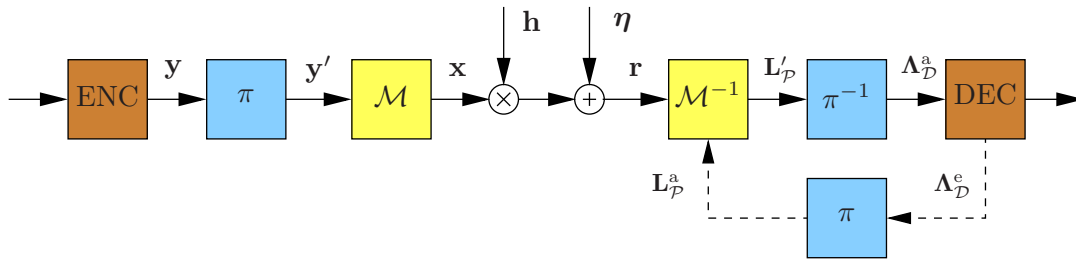 h η
y y′ x r L′_𝒫 Λ^a_𝒟
ENC π ℳ × + ℳ⁻¹ π⁻¹ DEC
L^a_𝒫 π Λ^e_𝒟